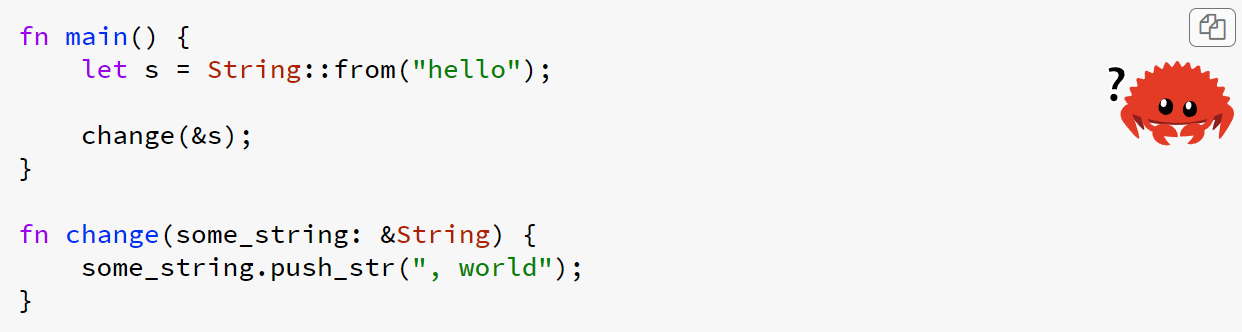 fn main() {
    let s = String::from("hello");
?
    change(&s);
}
fn change(some_string: &String) {
    some_string.push_str(", world");
}